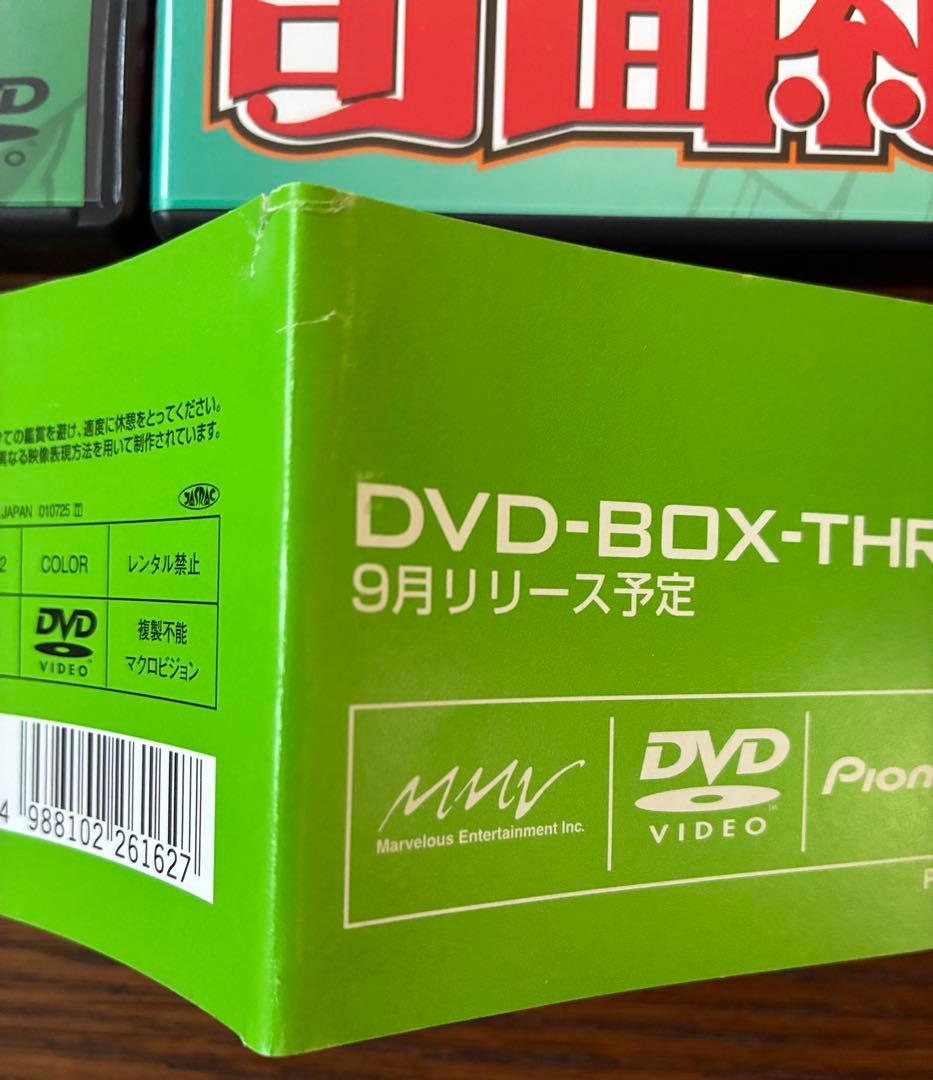 ての鑑賞を避け、適度に休憩をとってください。
異なる映像表現方法を用いて制作されています。
JASRAC
JAPAN 010725
2
COLOR
レンタル禁止
DVD
VIDEO
複製不能
マクロビジョン
4 988102 261627
DVD-BOX-THR
9月リリース予定
MMV
Marvelous Entertainment Inc.
DVD
VIDEO
Pion